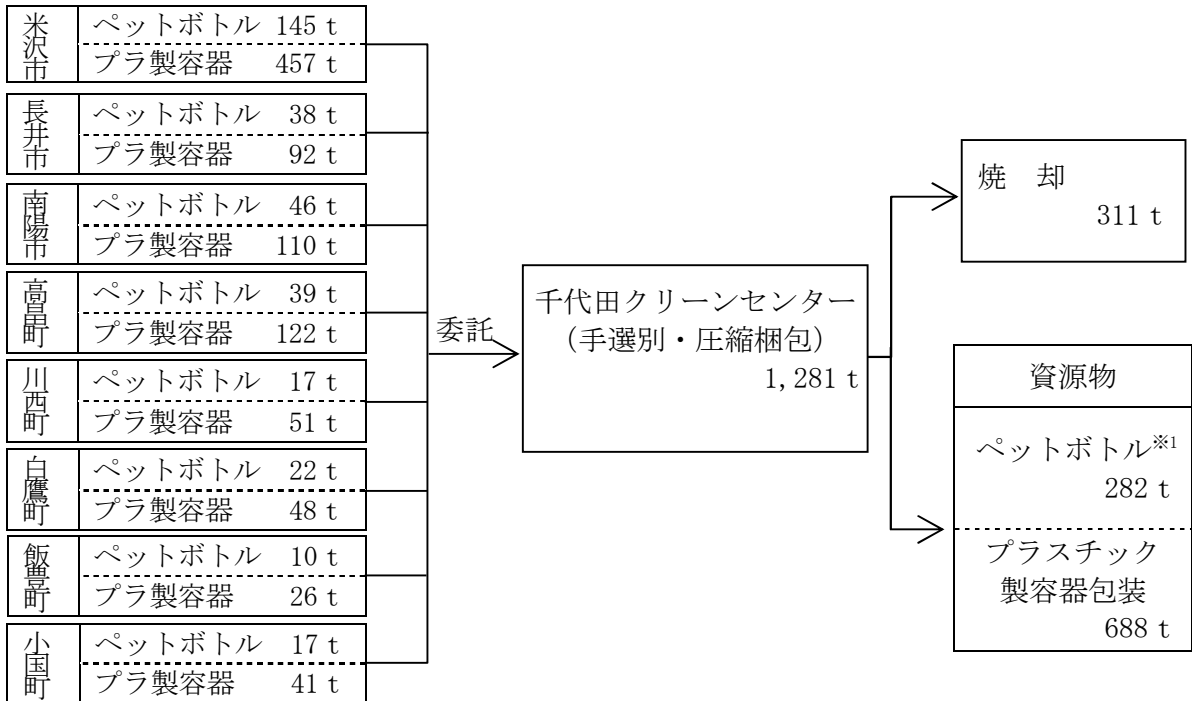 米沢市
ペットボトル 145 t
プラ製容器 457 t
長井市
ペットボトル 38 t
プラ製容器 92 t
南陽市
ペットボトル 46 t
プラ製容器 110 t
高畠町
ペットボトル 39 t
プラ製容器 122 t
川西町
ペットボトル 17 t
プラ製容器 51 t
白鷹町
ペットボトル 22 t
プラ製容器 48 t
飯豊町
ペットボトル 10 t
プラ製容器 26 t
小国町
ペットボトル 17 t
プラ製容器 41 t
委託
千代田クリーンセンター
（手選別・圧縮梱包）
1,281 t
焼 却
311 t
資源物
ペットボトル※1
282 t
プラスチック
製容器包装
688 t